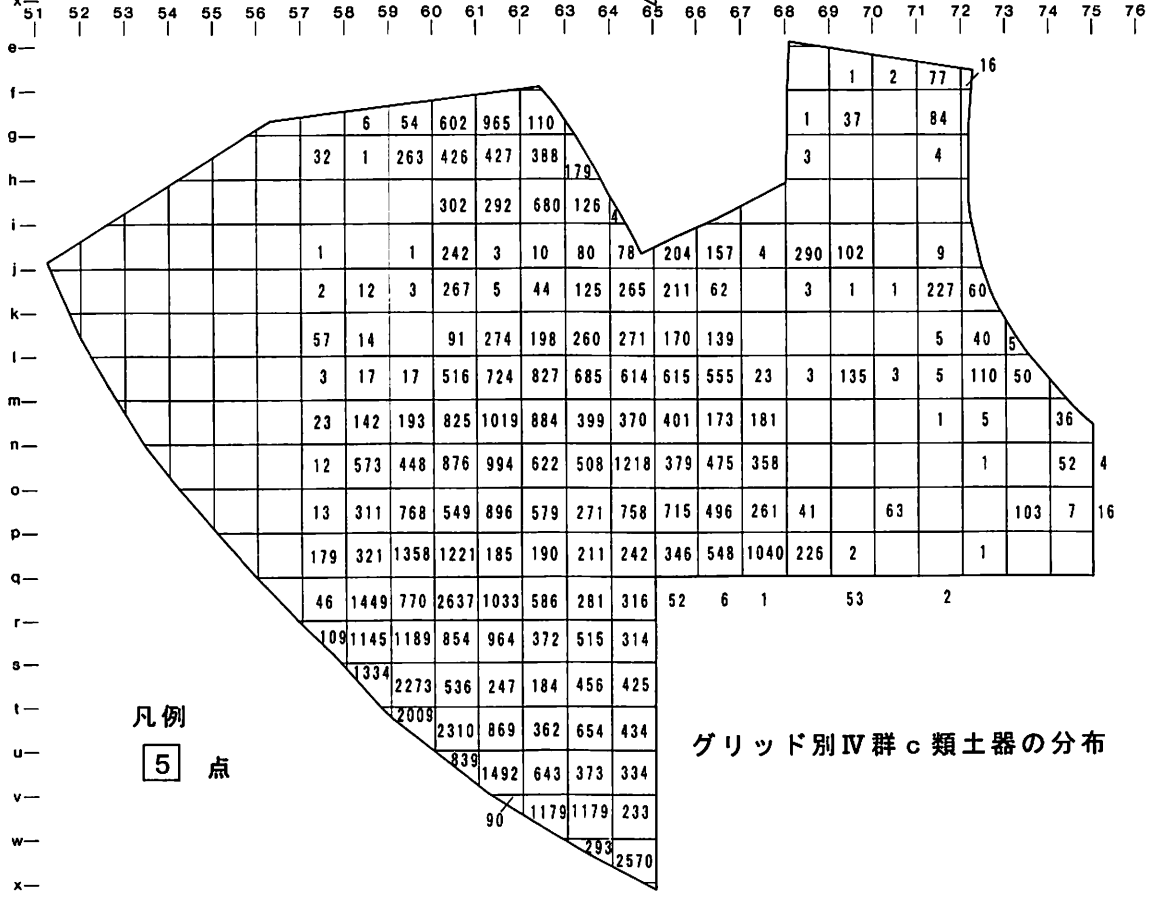 x
51 52 53 54 55 56 57 58 59 60 61 62 63 64 65 66 67 68 69 70 71 72 73 74 75 76
e
1 2 77 16
f
6 54 602 965 110 1 37 84
g
32 1 263 426 427 388 179 3 4
h
302 292 680 126 4
i
1 1 242 3 10 80 78 204 157 4 290 102 9
j
2 12 3 267 5 44 125 265 211 62 3 1 1 227 60
k
57 14 91 274 198 260 271 170 139 5 40 5
l
3 17 17 516 724 827 685 614 615 555 23 3 135 3 5 110 50
m
23 142 193 825 1019 884 399 370 401 173 181 1 5 36
n
12 573 448 876 994 622 508 1218 379 475 358 1 52 4
o
13 311 768 549 896 579 271 758 715 496 261 41 63 103 7 16
p
179 321 1358 1221 185 190 211 242 346 548 1040 226 2 1
q
46 1449 770 2637 1033 586 281 316 52 6 1 53 2
r
109 1145 1189 854 964 372 515 314
s
1334 2273 536 247 184 456 425
t
2009 2310 869 362 654 434
u
839 1492 643 373 334
v
90 1179 1179 233
w
293 2570
x
凡例
5 点
グリッド別Ⅳ群c類土器の分布